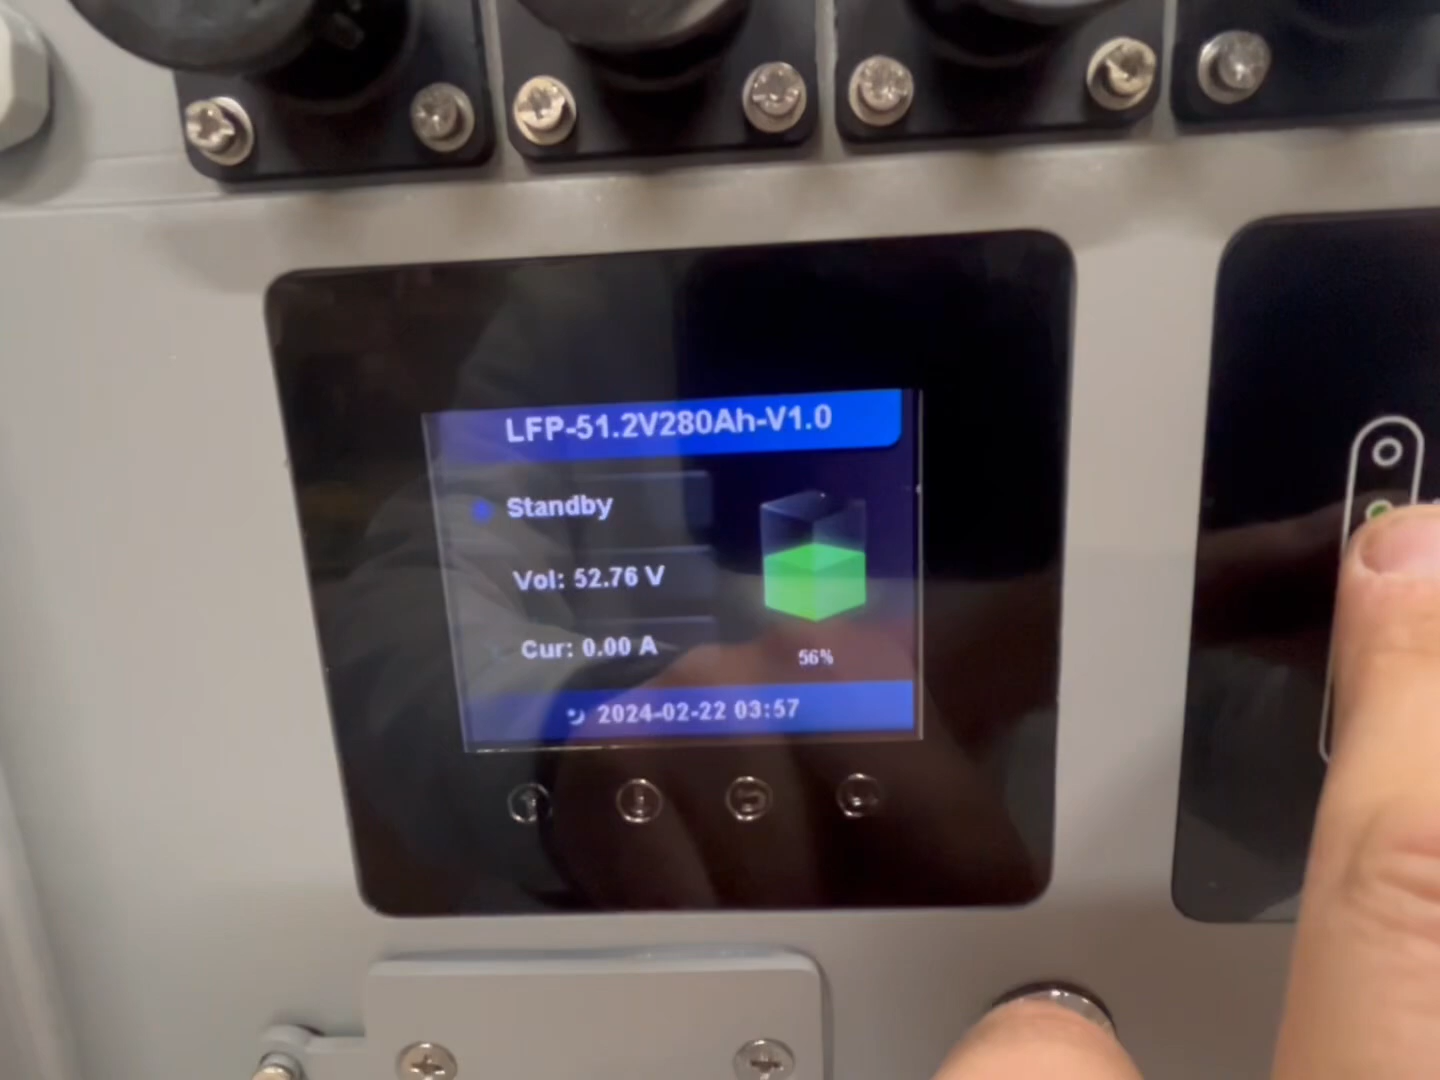 LFP-51.2V280Ah-V1.0
Standby
Vol: 52.76 V
Cur: 0.00 A
56%
2024-02-22 03:57